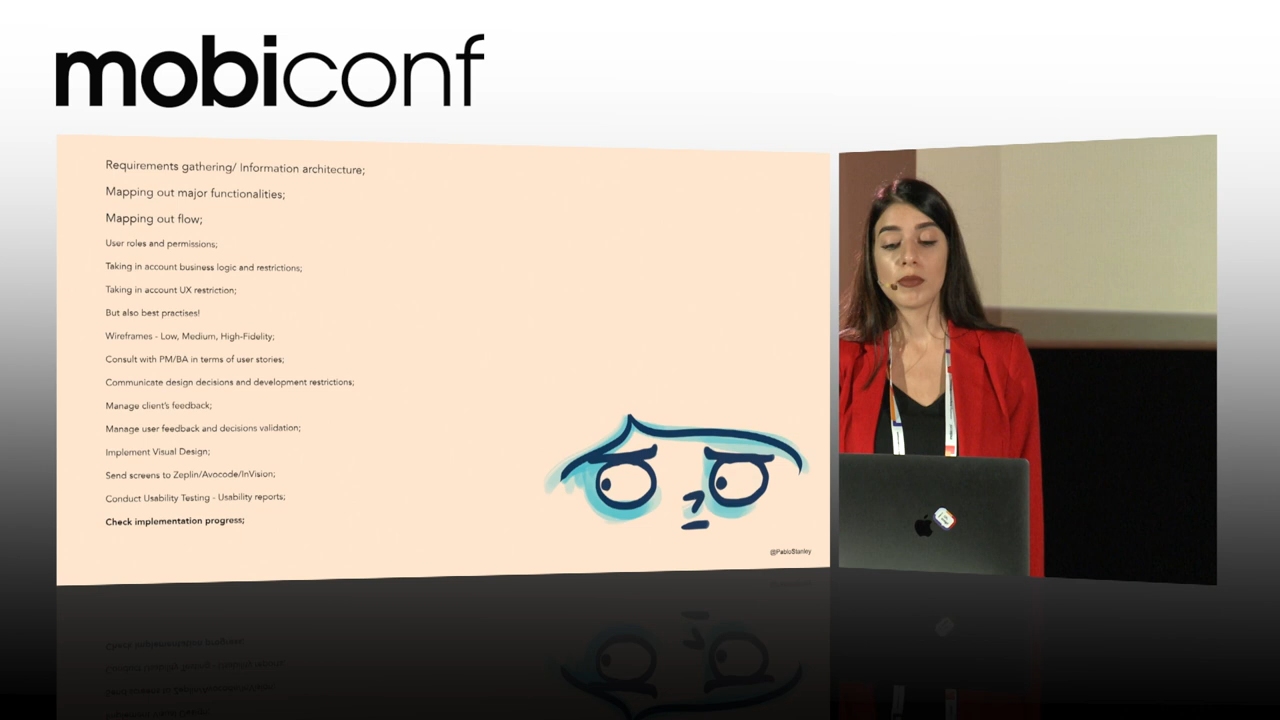 mobiconf
Requirements gathering/ Information architecture;
Mapping out major functionalities;
Mapping out flow;
User roles and permissions;
Taking in account business logic and restrictions;
Taking in account UX restriction;
But also best practises!
Wireframes - Low, Medium, High-Fidelity;
Consult with PM/BA in terms of user stories;
Communicate design decisions and development restrictions;
Manage client's feedback;
Manage user feedback and decisions validation;
Implement Visual Design;
Send screens to Zeplin/Avocode/InVision;
Conduct Usability Testing - Usability reports;
Check implementation progress;
@PabloStanley